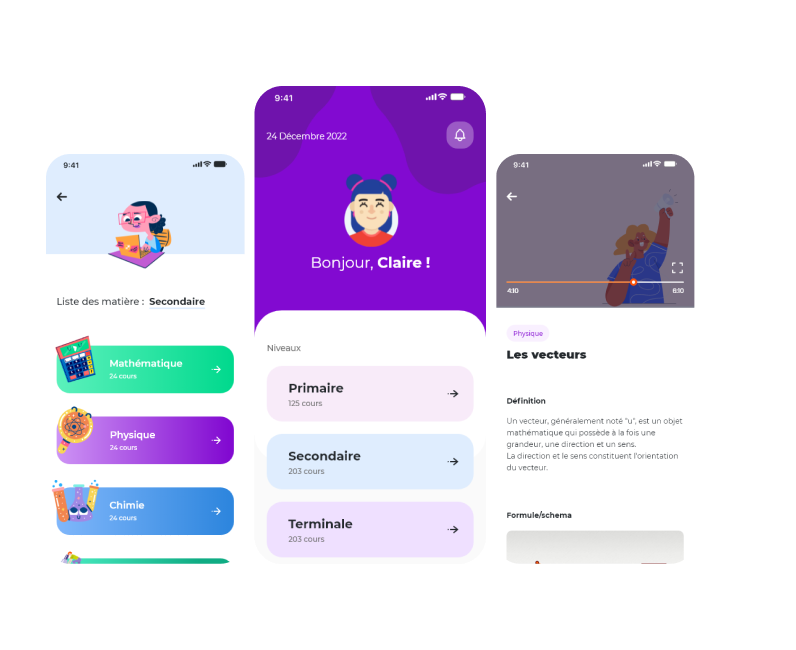 9:41
Liste des matière : Secondaire
Mathématique
24 cours
Physique
24 cours
Chimie
24 cours
9:41
24 Décembre 2022
Bonjour, Claire !
Niveaux
Primaire
125 cours
Secondaire
203 cours
Terminale
203 cours
9:41
4:10
6:10
Physique
Les vecteurs
Définition
Un vecteur, généralement noté "u", est un objet
mathématique qui possède à la fois une
grandeur, une direction et un sens.
La direction et le sens constituent l'orientation
du vecteur.
Formule/schema